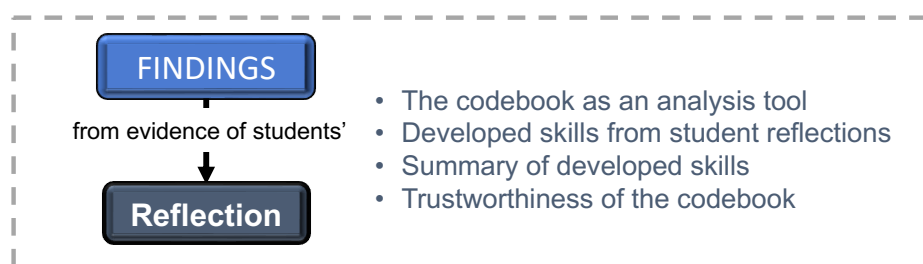 FINDINGS
from evidence of students’
Reflection
• The codebook as an analysis tool
• Developed skills from student reflections
• Summary of developed skills
• Trustworthiness of the codebook